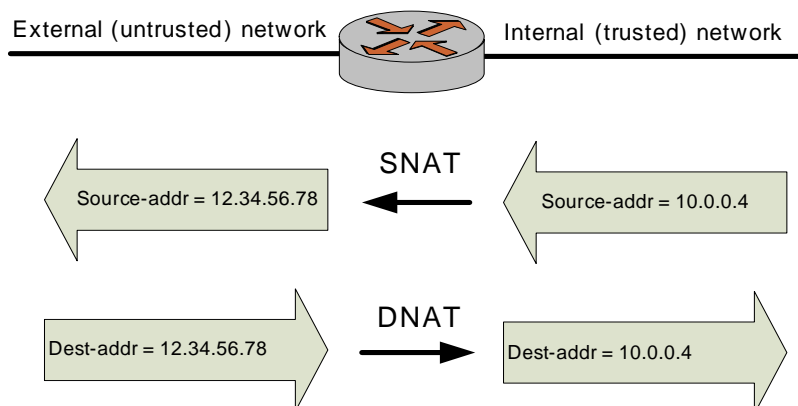 External (untrusted) network
Internal (trusted) network
SNAT
Source-addr = 12.34.56.78
Source-addr = 10.0.0.4
DNAT
Dest-addr = 12.34.56.78
Dest-addr = 10.0.0.4